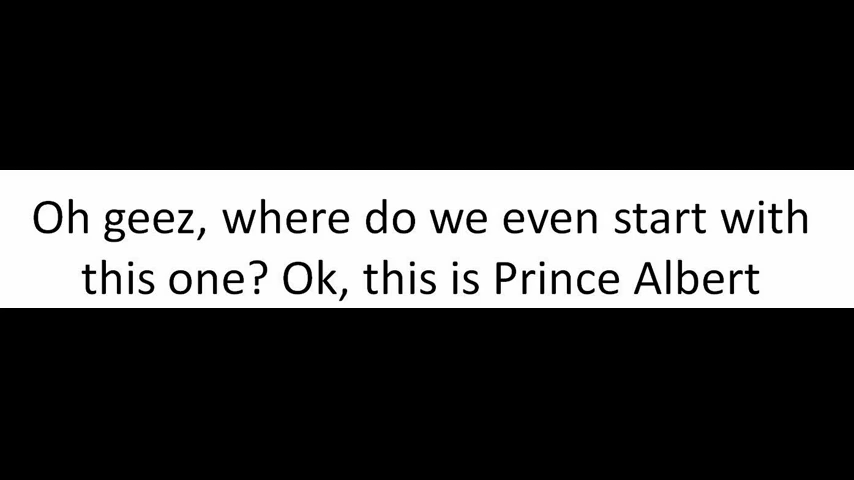 Oh geez, where do we even start with
this one? Ok, this is Prince Albert